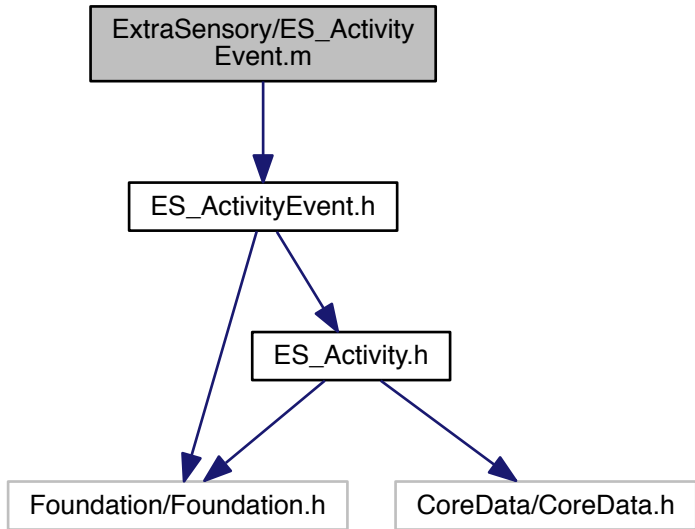 ExtraSensory/ES_Activity
Event.m
ES_ActivityEvent.h
ES_Activity.h
Foundation/Foundation.h
CoreData/CoreData.h